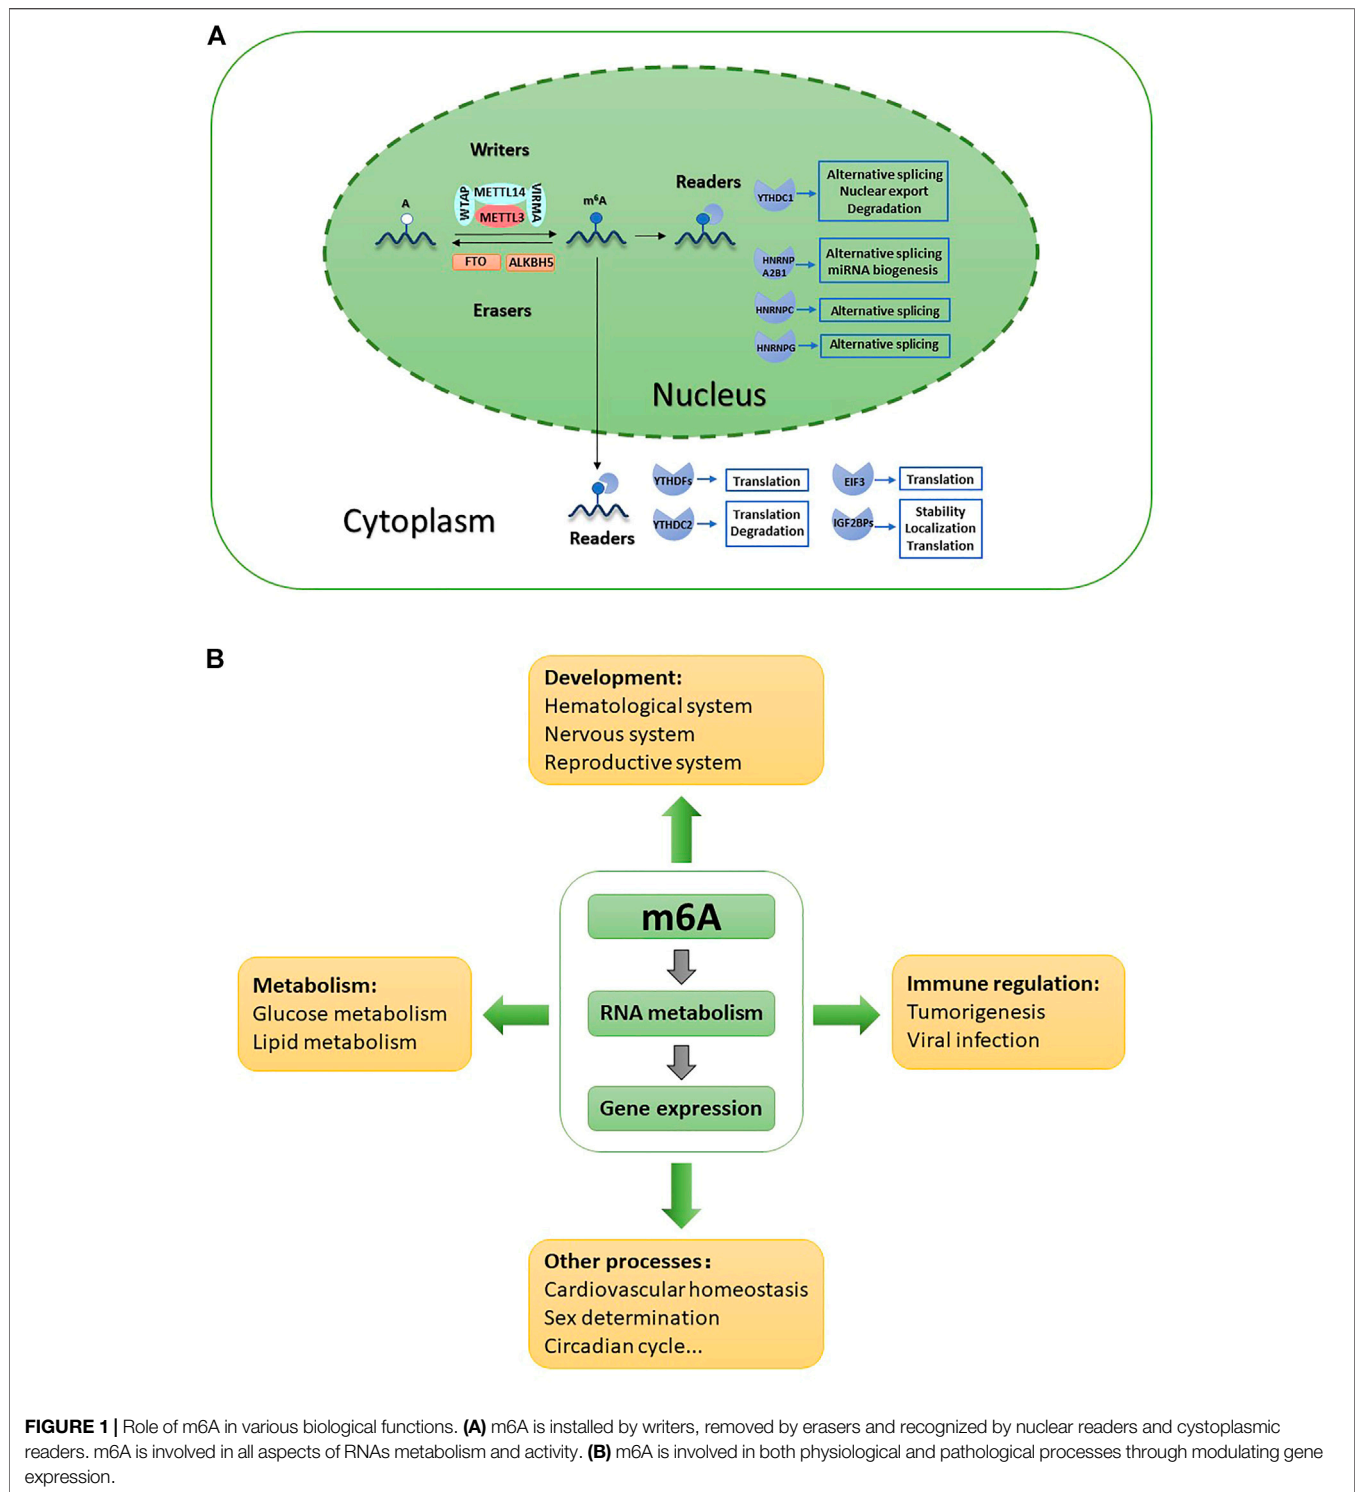 A
Writers
WTAP
METTL14
METTL3
VIRMA
A
m⁶A
FTO
ALKBH5
Erasers
Readers
YTHDC1
Alternative splicing
Nuclear export
Degradation
HNRNP
A2B1
Alternative splicing
miRNA biogenesis
HNRNPC
Alternative splicing
HNRNPG
Alternative splicing
Nucleus
Cytoplasm
Readers
YTHDFs
Translation
YTHDC2
Translation
Degradation
EIF3
Translation
IGF2BPs
Stability
Localization
Translation
B
Development:
Hematological system
Nervous system
Reproductive system
m6A
RNA metabolism
Gene expression
Metabolism:
Glucose metabolism
Lipid metabolism
Immune regulation:
Tumorigenesis
Viral infection
Other processes:
Cardiovascular homeostasis
Sex determination
Circadian cycle...
FIGURE 1 | Role of m6A in various biological functions. (A) m6A is installed by writers, removed by erasers and recognized by nuclear readers and cystoplasmic
readers. m6A is involved in all aspects of RNAs metabolism and activity. (B) m6A is involved in both physiological and pathological processes through modulating gene
expression.